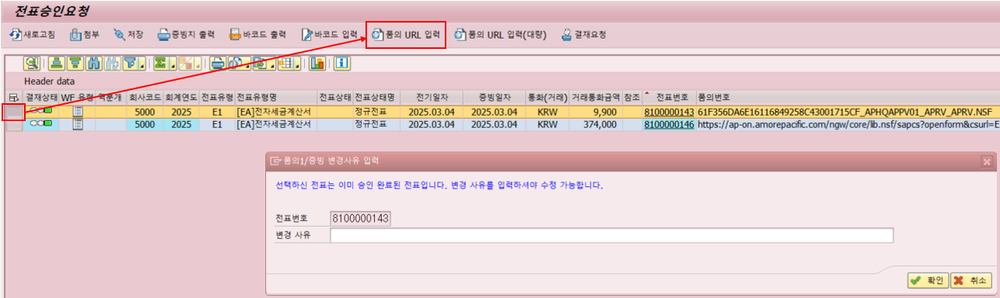 전표승인요청
새로고침 첨부 저장 증빙지 출력 바코드 출력 바코드 입력 품의 URL 입력 품의 URL 입력(대량) 결재요청
Header data
결재상태 WF 유형 역분개 회사코드 회계연도 전표유형 전표유형명 전표상태 전표상태명 전기일자 증빙일자 통화(거래) 거래통화금액 참조 전표번호 품의번호
5000 2025 E1 [EA]전자세금계산서 정규전표 2025.03.04 2025.03.04 KRW 9,900 8100000143 61F356DA6E16116849258C43001715CF_APHQAPPV01_APRV_APRV.NSF
5000 2025 E1 [EA]전자세금계산서 정규전표 2025.03.04 2025.03.04 KRW 374,000 8100000146 https://ap-on.amorepacific.com/ngw/core/lib.nsf/sapcs?openform&csurl=E
품의1/증빙 변경사유 입력
선택하신 전표는 이미 승인 완료된 전표입니다. 변경 사유를 입력하셔야 수정 가능합니다.
전표번호 8100000143
변경 사유
확인 취소